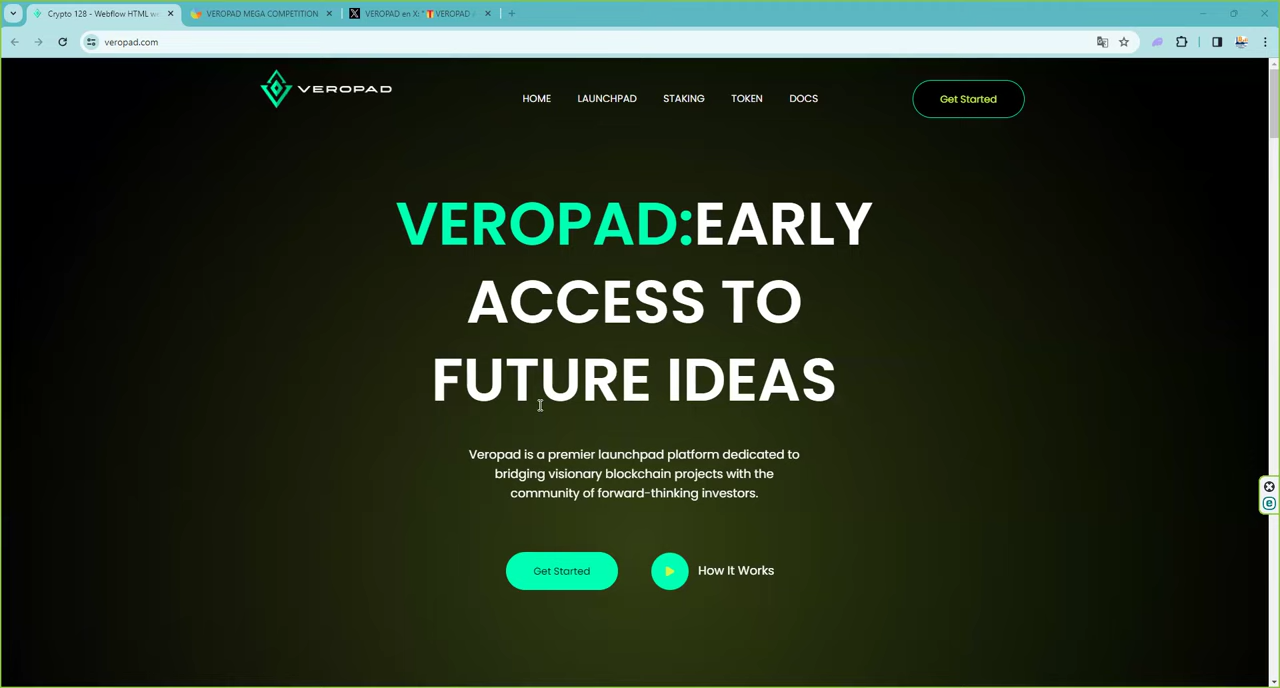 Crypto 128 - Webflow HTML we
VEROPAD MEGA COMPETITION
VEROPAD en X: "🎁VEROPAD
veropad.com
VEROPAD
HOME
LAUNCHPAD
STAKING
TOKEN
DOCS
Get Started
VEROPAD:EARLY
ACCESS TO
FUTURE IDEAS
Veropad is a premier launchpad platform dedicated to
bridging visionary blockchain projects with the
community of forward-thinking investors.
Get Started
How It Works